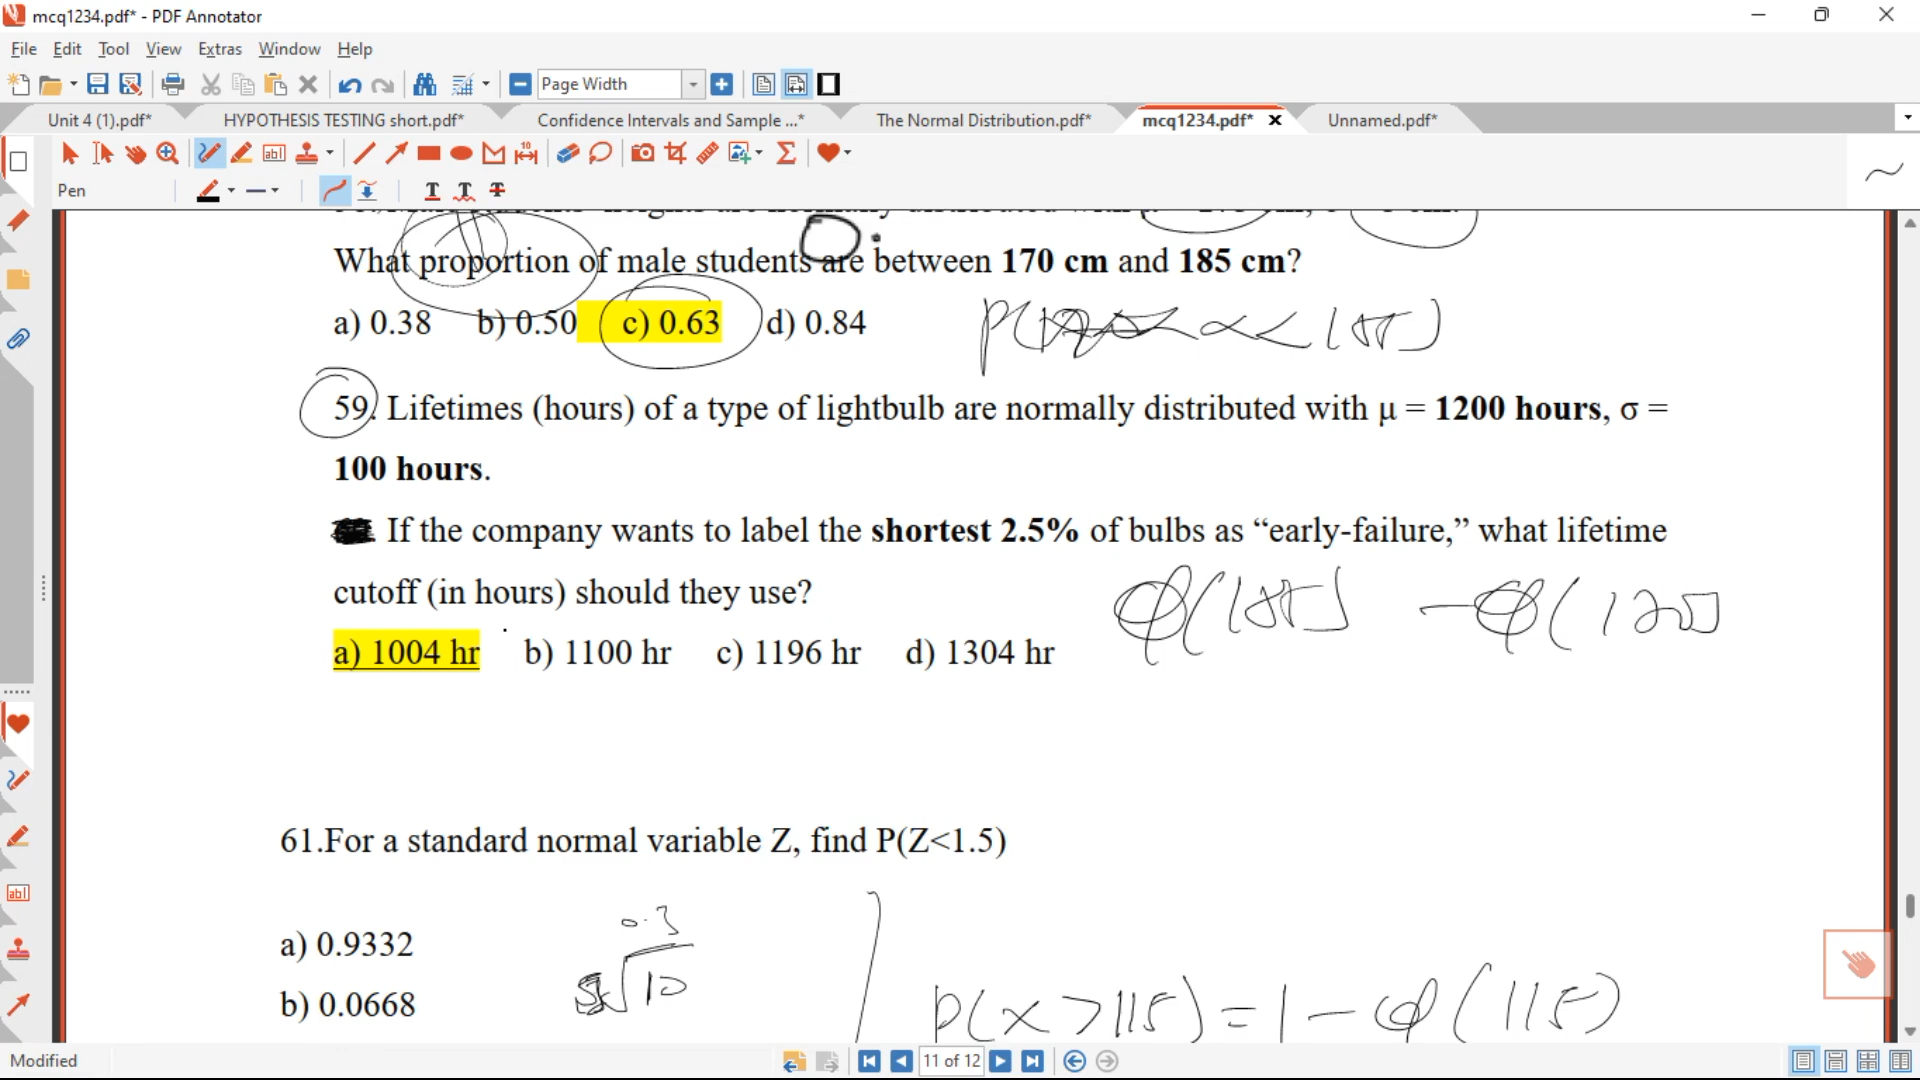 mcq1234.pdf* - PDF Annotator
File Edit Tool View Extras Window Help
Page Width
Unit 4 (1).pdf* HYPOTHESIS TESTING short.pdf* Confidence Intervals and Sample ...* The Normal Distribution.pdf* mcq1234.pdf* Unnamed.pdf*
Pen
What proportion of male students are between 170 cm and 185 cm?
a) 0.38 b) 0.50 c) 0.63 d) 0.84
59. Lifetimes (hours) of a type of lightbulb are normally distributed with μ = 1200 hours, σ =
100 hours.
If the company wants to label the shortest 2.5% of bulbs as “early-failure,” what lifetime
cutoff (in hours) should they use?
a) 1004 hr b) 1100 hr c) 1196 hr d) 1304 hr
61.For a standard normal variable Z, find P(Z<1.5)
a) 0.9332
0.3
10
b) 0.0668
P(x > 115) = 1 - Φ(115)
Modified
11 of 12